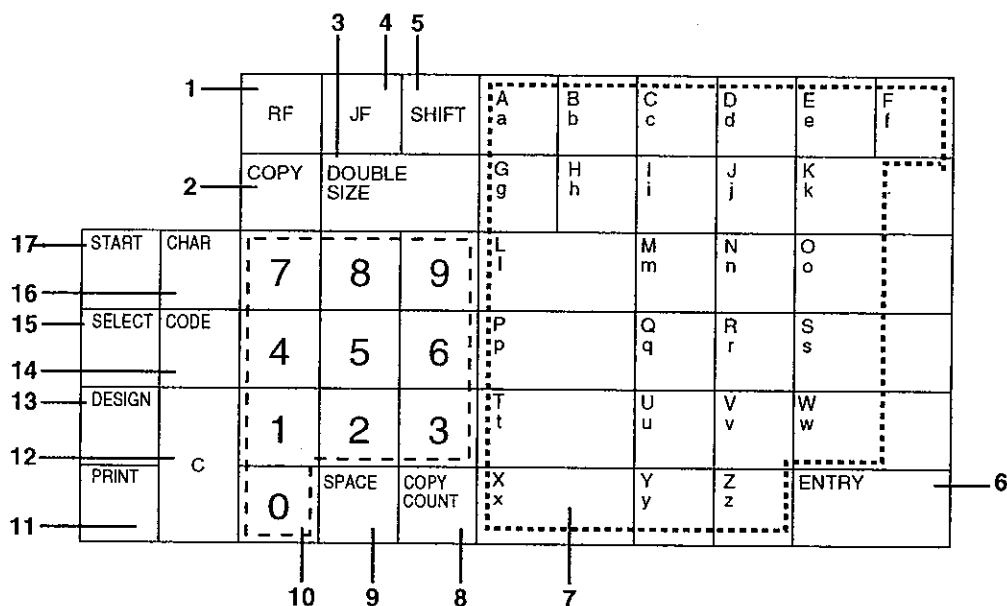 3 4 5
1
RF JF SHIFT A B C D E F
a b c d e f
2 COPY DOUBLE SIZE G H I J K
g h i j k
17 START CHAR 7 8 9 L M N O
l m n o
16
15 SELECT CODE 4 5 6 P Q R S
p q r s
14
13 DESIGN 1 2 3 T U V W
t u v w
12 C
PRINT 0 SPACE COPY COUNT X Y Z ENTRY 6
x y z
11
10 9 8 7